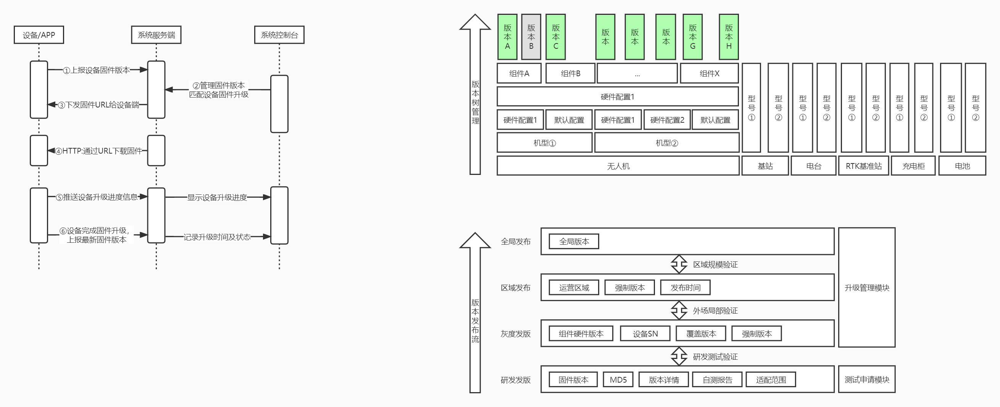 设备/APP
系统服务端
系统控制台
①上报设备固件版本
②管理固件版本
匹配设备固件升级
③下发固件URL给设备端
④HTTP:通过URL下载固件
⑤推送设备升级进度信息
显示设备升级进度
⑥设备完成固件升级，
上报最新固件版本
记录升级时间及状态
版本树管理
版本A
版本B
版本C
版本
版本
版本
版本G
版本H
组件A
组件B
...
组件X
硬件配置1
硬件配置1
默认配置
硬件配置1
硬件配置2
默认配置
机型①
机型②
无人机
型号①
型号②
型号①
型号②
型号①
型号②
型号①
型号②
型号①
型号②
基站
电台
RTK基准站
充电柜
电池
版本发布流
全局发布
全局版本
区域规模验证
区域发布
运营区域
强制版本
发布时间
外场局部验证
灰度发版
组件硬件版本
设备SN
覆盖版本
强制版本
研发测试验证
研发发版
固件版本
MD5
版本详情
自测报告
适配范围
升级管理模块
测试申请模块